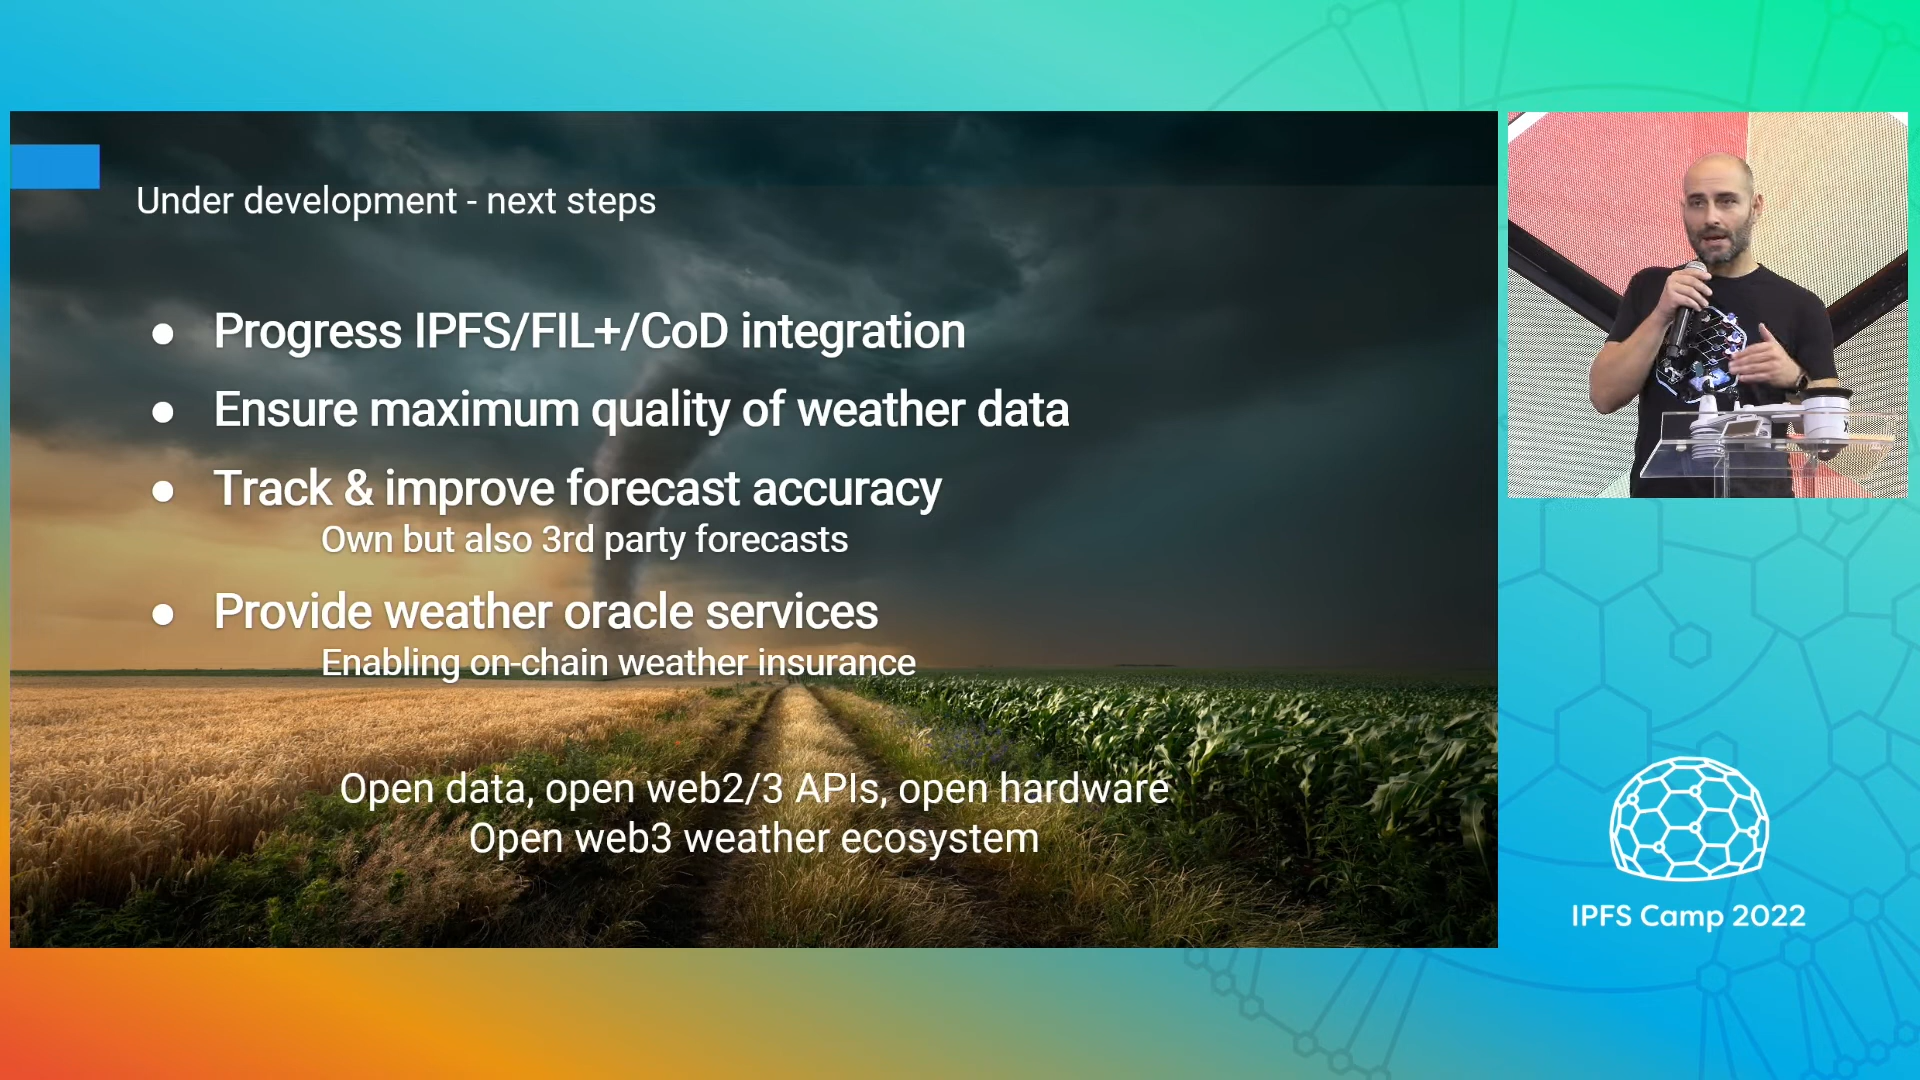 Under development - next steps
● Progress IPFS/FIL+/CoD integration
● Ensure maximum quality of weather data
● Track & improve forecast accuracy
Own but also 3rd party forecasts
● Provide weather oracle services
Enabling on-chain weather insurance
Open data, open web2/3 APIs, open hardware
Open web3 weather ecosystem
IPFS Camp 2022